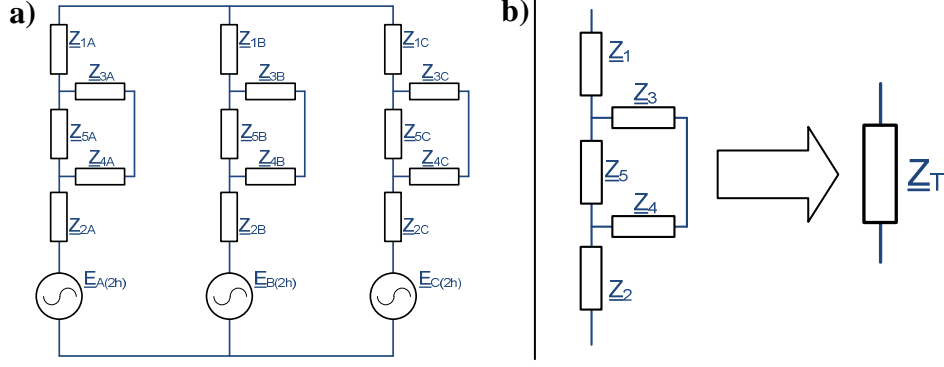 a)
Z1A
Z3A
Z5A
Z4A
Z2A
EA(2h)
Z1B
Z3B
Z5B
Z4B
Z2B
EB(2h)
Z1C
Z3C
Z5C
Z4C
Z2C
EC(2h)
b)
Z1
Z3
Z5
Z4
Z2
ZT